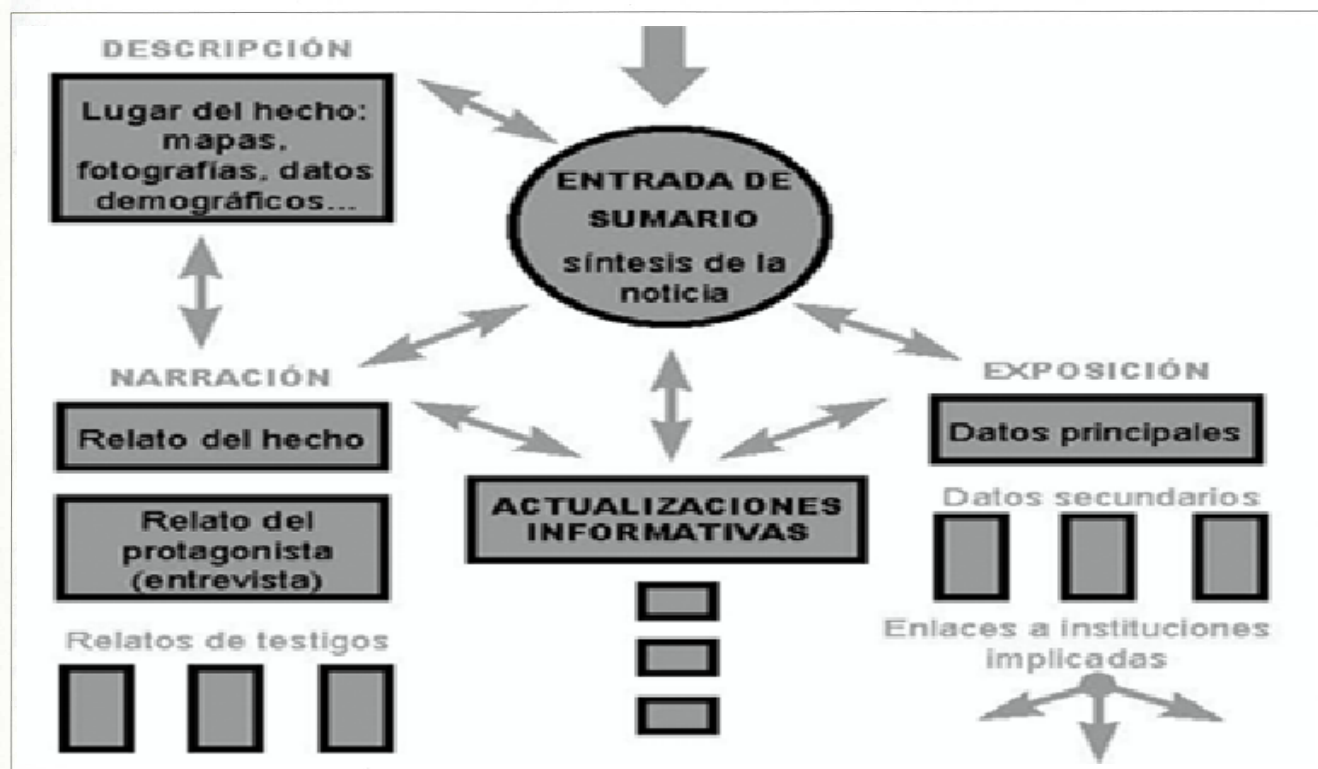 DESCRIPCIÓN
Lugar del hecho:
mapas,
fotografías, datos
demográficos...
ENTRADA DE
SUMARIO
síntesis de la
noticia
NARRACIÓN
Relato del hecho
Relato del
protagonista
(entrevista)
Relatos de testigos
ACTUALIZACIONES
INFORMATIVAS
EXPOSICIÓN
Datos principales
Datos secundarios
Enlaces a instituciones
implicadas